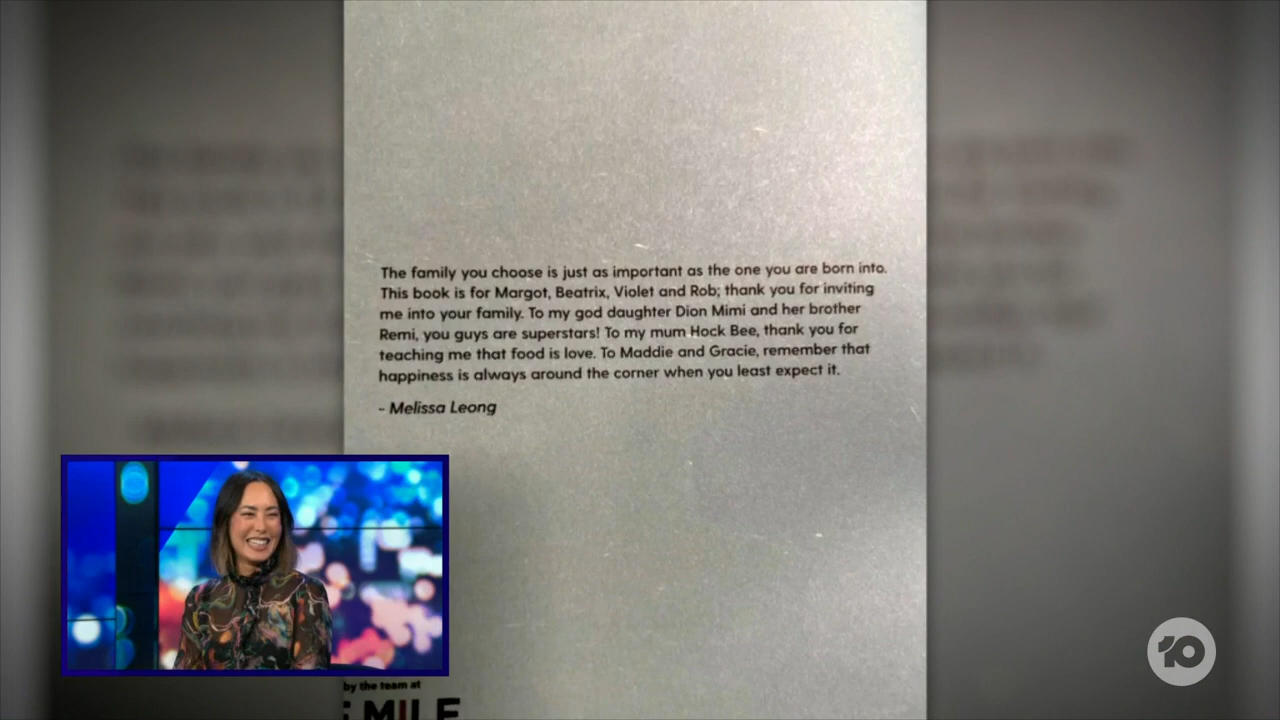 The family you choose is just as important as the one you are born into.
This book is for Margot, Beatrix, Violet and Rob; thank you for inviting
me into your family. To my god daughter Dion Mimi and her brother
Remi, you guys are superstars! To my mum Hock Bee, thank you for
teaching me that food is love. To Maddie and Gracie, remember that
happiness is always around the corner when you least expect it.
- Melissa Leong
by the team at
MILE
10